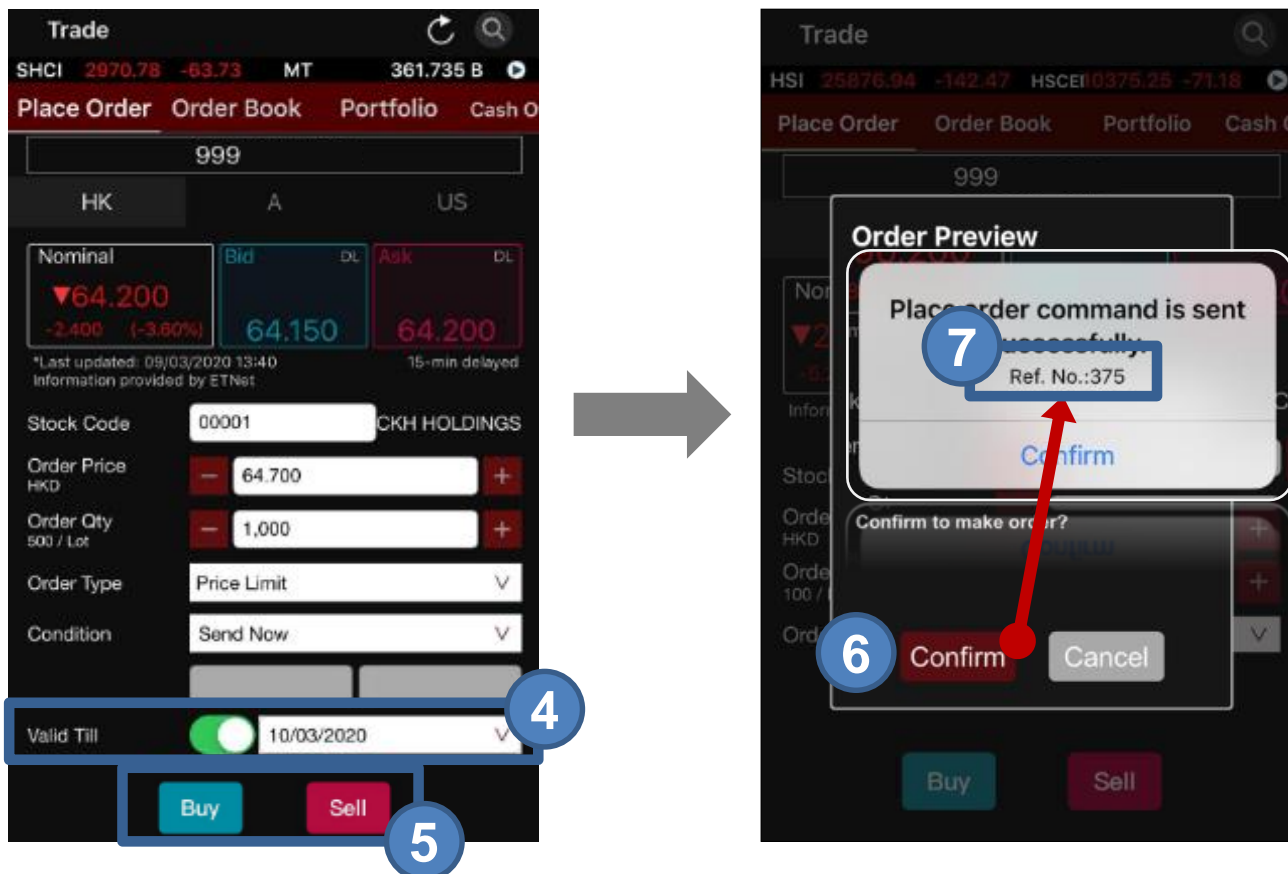 Trade
SHCI 2970.78 -63.73 MT 361.735 B
Place Order Order Book Portfolio Cash O
999
HK A US
Nominal Bid DL Ask DL
▼64.200
-2.400 (-3.60%) 64.150 64.200
*Last updated: 09/03/2020 13:40 15-min delayed
Information provided by ETNet
Stock Code 00001 CKH HOLDINGS
Order Price 64.700
HKD
Order Qty 1,000
500 / Lot
Order Type Price Limit
Condition Send Now
4
Valid Till 10/03/2020
Buy Sell
5
Trade
HSI 25876.94 -142.47 HSCEI 10375.25 -71.18
Place Order Order Book Portfolio Cash
999
Order Preview
Place order command is sent
7
Ref. No.:375
Confirm
Confirm to make order?
HKD
6
Confirm Cancel
Buy Sell